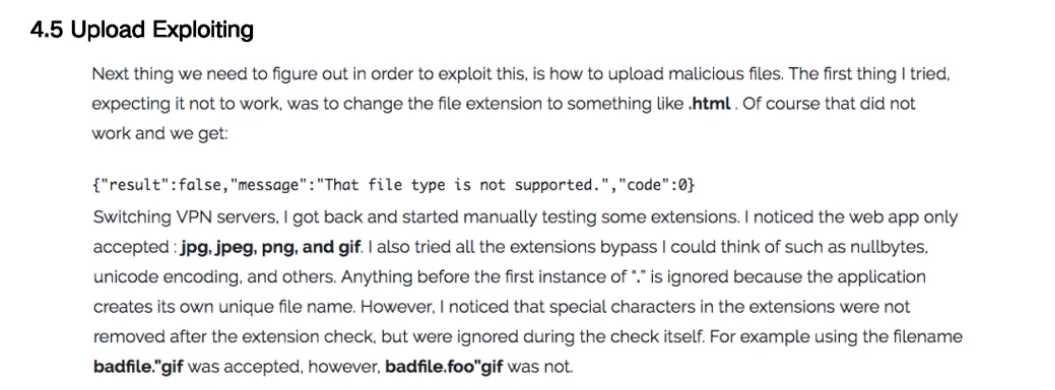 4.5 Upload Exploiting
Next thing we need to figure out in order to exploit this, is how to upload malicious files. The first thing I tried,
expecting it not to work, was to change the file extension to something like .html . Of course that did not
work and we get:
{"result":false,"message":"That file type is not supported.","code":0}
Switching VPN servers, I got back and started manually testing some extensions. I noticed the web app only
accepted : jpg, jpeg, png, and gif. I also tried all the extensions bypass I could think of such as nullbytes,
unicode encoding, and others. Anything before the first instance of "." is ignored because the application
creates its own unique file name. However, I noticed that special characters in the extensions were not
removed after the extension check, but were ignored during the check itself. For example using the filename
badfile."gif was accepted, however, badfile.foo"gif was not.